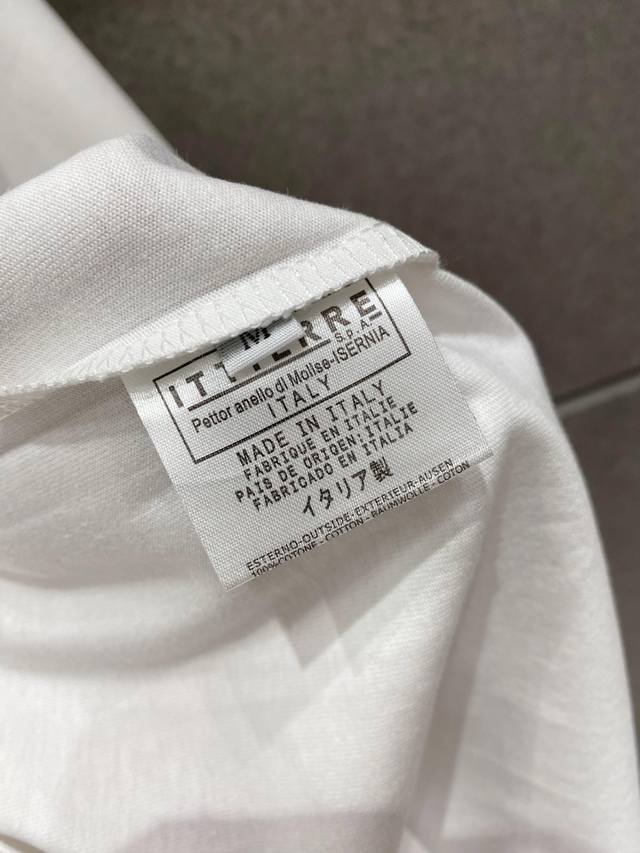 M
ITTIERRE
S.P.A.
Pettor anello di Molise-ISERNIA
ITALY
MADE IN ITALY
FABRIQUE EN ITALIE
PAIS DE ORIGEN:ITALIE
FABRICADO EN ITALIA
イタリア製
ESTERNO-OUTSIDE-EXTERIEUR-AUSEN
100%COTONE-COTTON-BAUMWOLLE-COTON